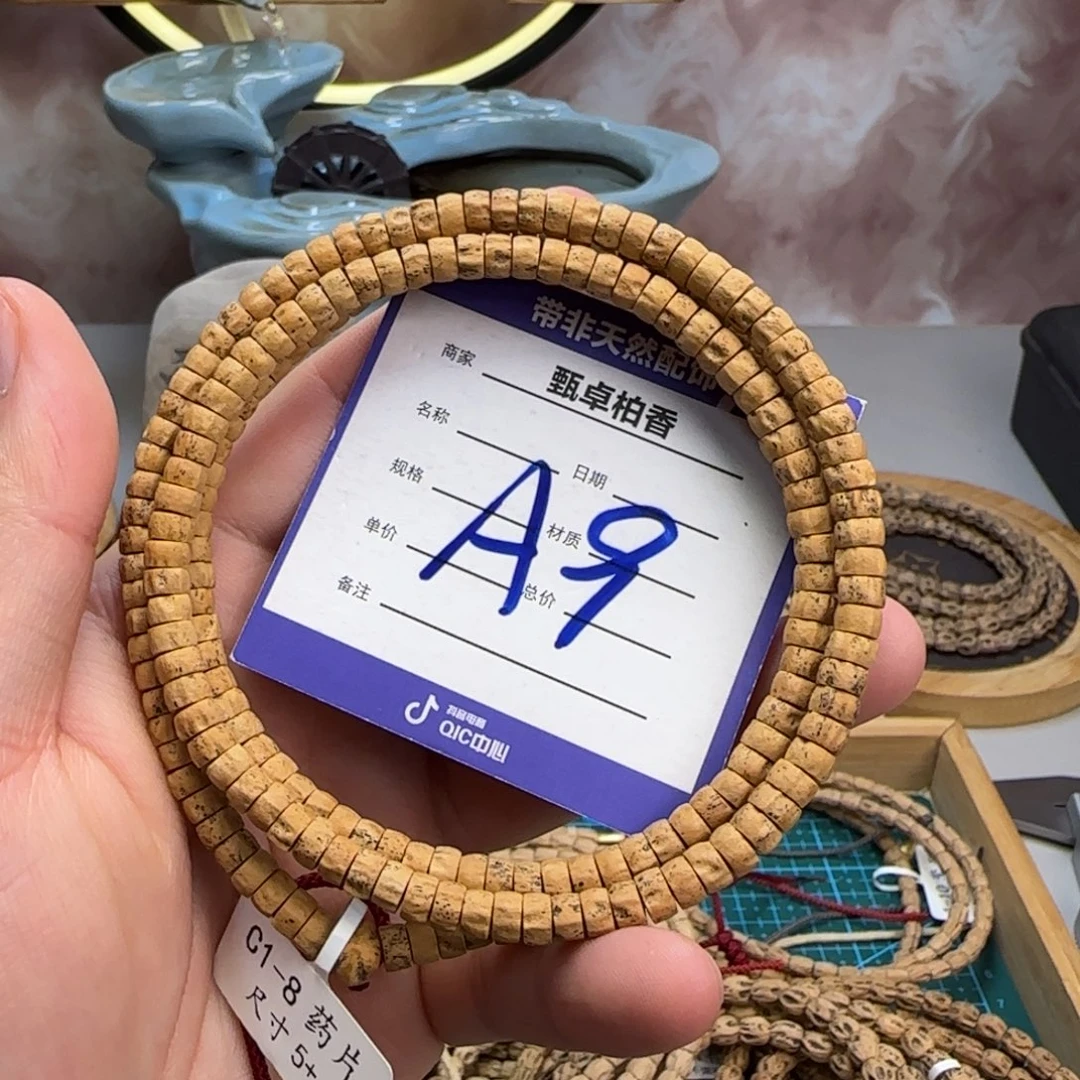 带非天然配饰
商家 甄卓柏香
名称
日期
规格
材质
单价
总价
备注
A9
抖音电商
QIC中心
C1-8 药片
尺寸 5+